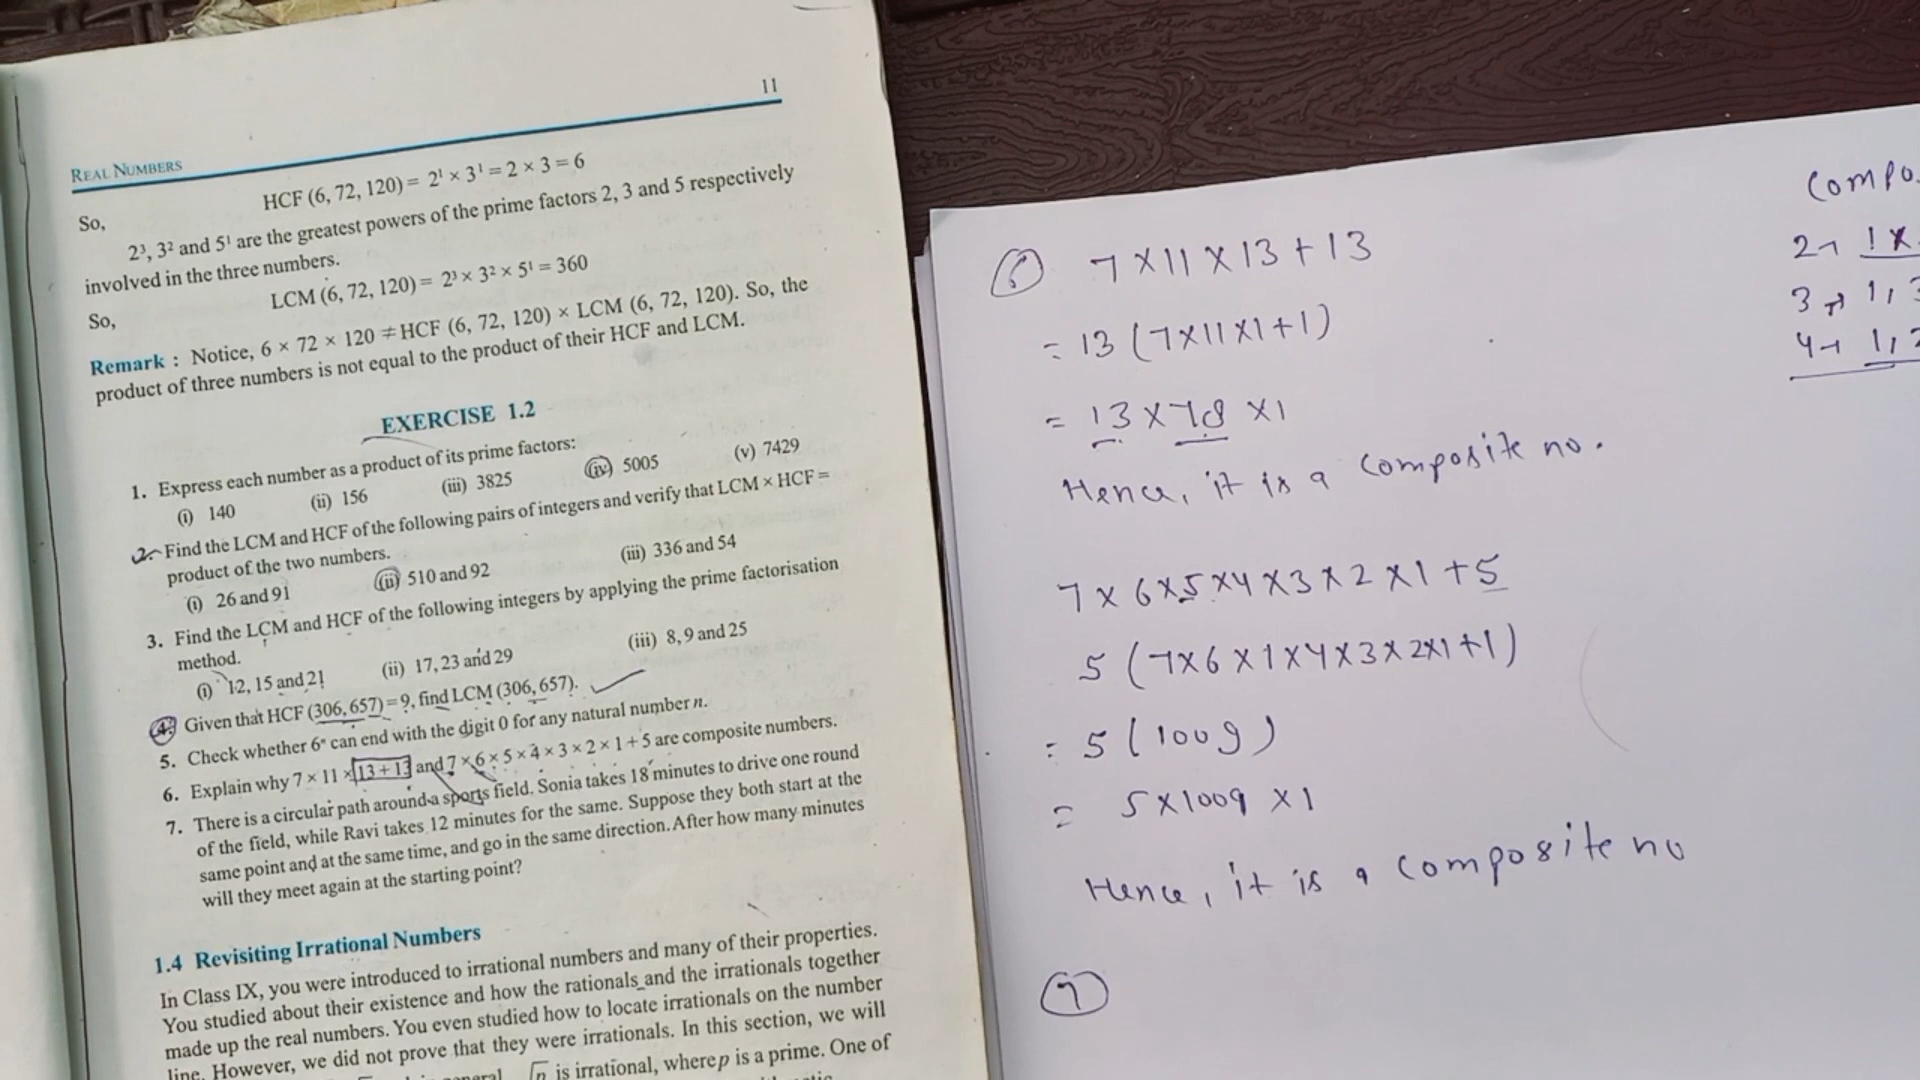 11
REAL NUMBERS
HCF (6, 72, 120) = 2¹ × 3¹ = 2 × 3 = 6
So,
2³, 3² and 5¹ are the greatest powers of the prime factors 2, 3 and 5 respectively
involved in the three numbers.
LCM (6, 72, 120) = 2³ × 3² × 5¹ = 360
So,
Remark : Notice, 6 × 72 × 120 ≠ HCF (6, 72, 120) × LCM (6, 72, 120). So, the
product of three numbers is not equal to the product of their HCF and LCM.
EXERCISE 1.2
1. Express each number as a product of its prime factors:
(i) 140 (ii) 156 (iii) 3825 (iv) 5005 (v) 7429
2. Find the LCM and HCF of the following pairs of integers and verify that LCM × HCF =
product of the two numbers.
(i) 26 and 91 (ii) 510 and 92 (iii) 336 and 54
3. Find the LCM and HCF of the following integers by applying the prime factorisation
method.
(i) 12, 15 and 21 (ii) 17, 23 and 29 (iii) 8, 9 and 25
4. Given that HCF (306, 657) = 9, find LCM (306, 657).
5. Check whether 6ⁿ can end with the digit 0 for any natural number n.
6. Explain why 7 × 11 × 13 + 13 and 7 × 6 × 5 × 4 × 3 × 2 × 1 + 5 are composite numbers.
7. There is a circular path around a sports field. Sonia takes 18 minutes to drive one round
of the field, while Ravi takes 12 minutes for the same. Suppose they both start at the
same point and at the same time, and go in the same direction. After how many minutes
will they meet again at the starting point?
1.4 Revisiting Irrational Numbers
In Class IX, you were introduced to irrational numbers and many of their properties.
You studied about their existence and how the rationals and the irrationals together
made up the real numbers. You even studied how to locate irrationals on the number
line. However, we did not prove that they were irrationals. In this section, we will
is irrational, where p is a prime. One of
6 7 × 11 × 13 + 13
= 13 (7 × 11 × 1 + 1)
= 13 × 78 × 1
Hence, it is a composite no.
7 × 6 × 5 × 4 × 3 × 2 × 1 + 5
5 (7 × 6 × 1 × 4 × 3 × 2 × 1 + 1)
= 5 (1009)
= 5 × 1009 × 1
Hence, it is a composite no
7
Compo
2→ 1 ×
3→ 1, 3
4→ 1, 2